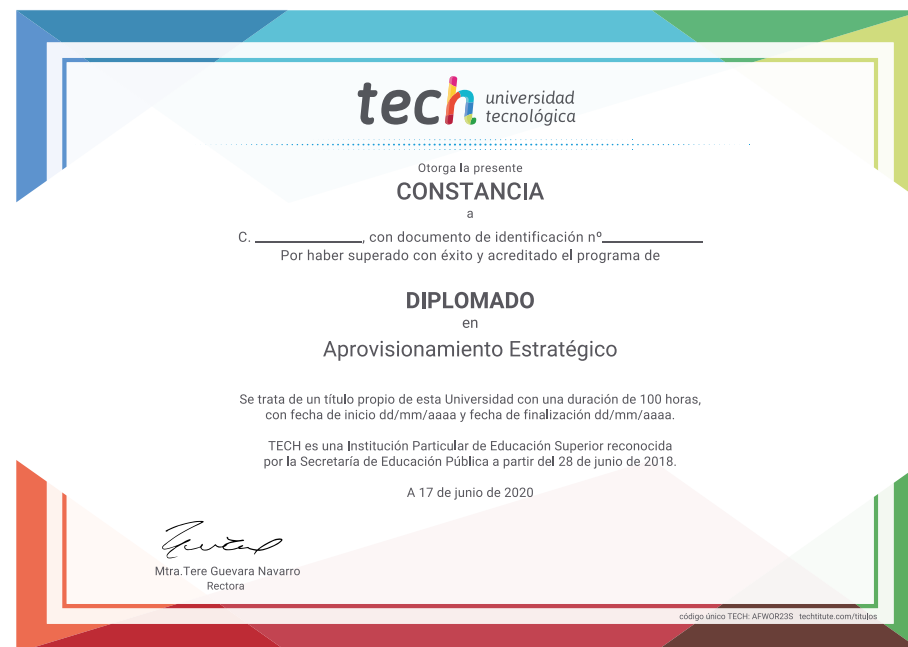 tech universidad
tecnológica
Otorga la presente
CONSTANCIA
a
C. ____________, con documento de identificación nº____________
Por haber superado con éxito y acreditado el programa de
DIPLOMADO
en
Aprovisionamiento Estratégico
Se trata de un título propio de esta Universidad con una duración de 100 horas,
con fecha de inicio dd/mm/aaaa y fecha de finalización dd/mm/aaaa.
TECH es una Institución Particular de Educación Superior reconocida
por la Secretaría de Educación Pública a partir del 28 de junio de 2018.
A 17 de junio de 2020
Mtra.Tere Guevara Navarro
Rectora
código único TECH: AFWOR23S techtitute.com/titulos